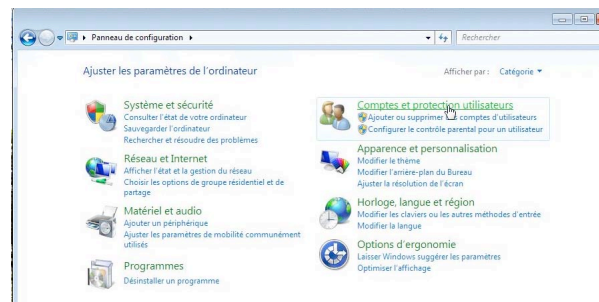 Panneau de configuration
Rechercher
Ajuster les paramètres de l'ordinateur
Afficher par : Catégorie
Système et sécurité
Consulter l'état de votre ordinateur
Sauvegarder l'ordinateur
Rechercher et résoudre des problèmes
Réseau et Internet
Afficher l'état et la gestion du réseau
Choisir les options de groupe résidentiel et de
partage
Matériel et audio
Ajouter un périphérique
Ajuster les paramètres de mobilité communément
utilisés
Programmes
Désinstaller un programme
Comptes et protection utilisateurs
Ajouter ou supprimer comptes d'utilisateurs
Configurer le contrôle parental pour un utilisateur
Apparence et personnalisation
Modifier le thème
Modifier l'arrière-plan du Bureau
Ajuster la résolution de l'écran
Horloge, langue et région
Modifier les claviers ou les autres méthodes d'entrée
Modifier la langue
Options d'ergonomie
Laisser Windows suggérer les paramètres
Optimiser l'affichage